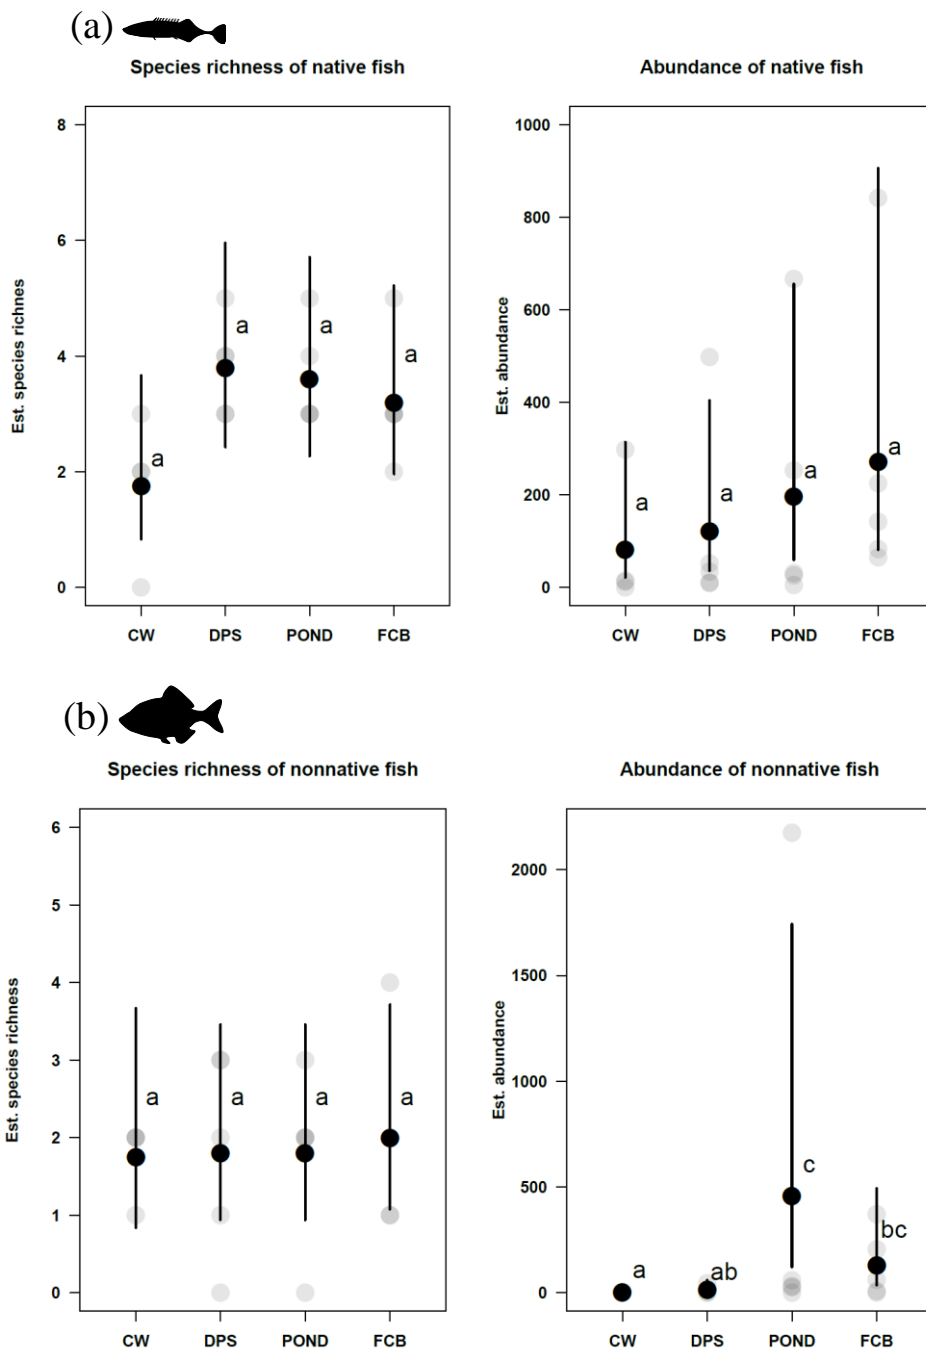 (a)
Species richness of native fish
Est. species richnes
8
6
4
2
0
a
a
a
a
CW DPS POND FCB
Abundance of native fish
Est. abundance
1000
800
600
400
200
0
a
a
a
a
CW DPS POND FCB
(b)
Species richness of nonnative fish
Est. species richness
6
5
4
3
2
1
0
a a a a
CW DPS POND FCB
Abundance of nonnative fish
Est. abundance
2000
1500
1000
500
0
a
ab
c
bc
CW DPS POND FCB